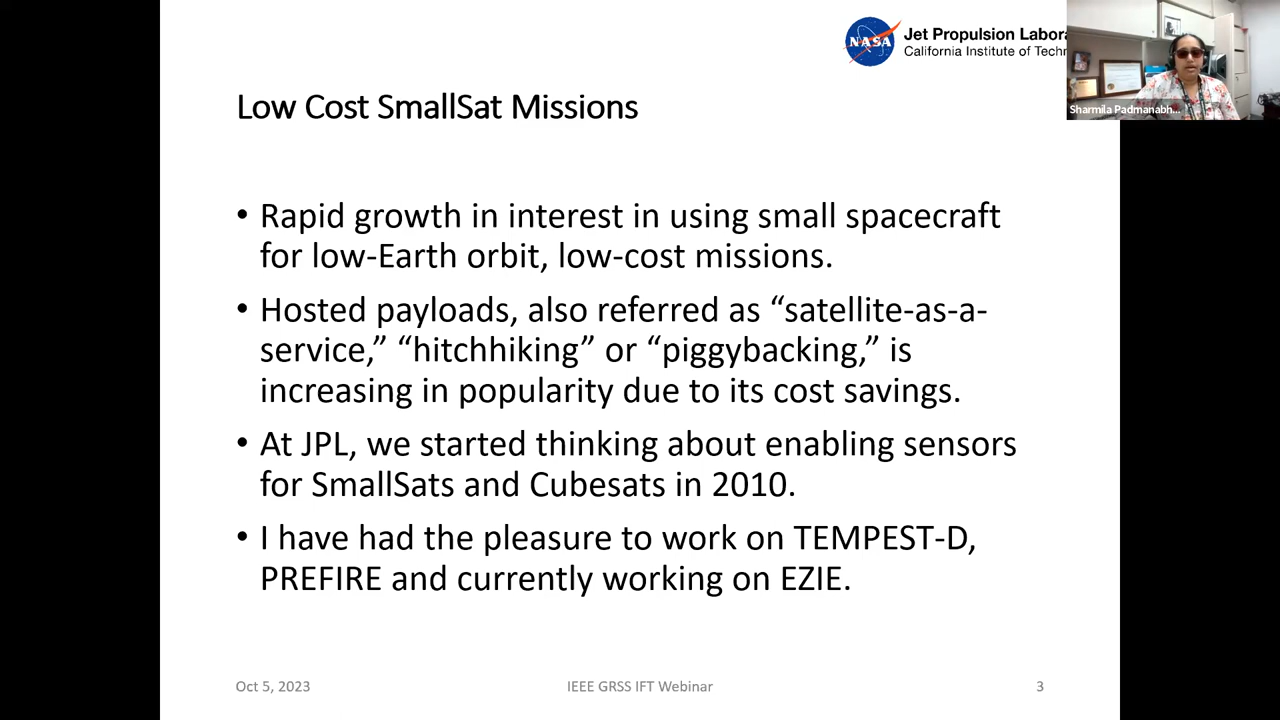 NASA
Jet Propulsion Labora
California Institute of Techn
Sharmila Padmanabh...
Low Cost SmallSat Missions
• Rapid growth in interest in using small spacecraft
for low-Earth orbit, low-cost missions.
• Hosted payloads, also referred as “satellite-as-a-
service,” “hitchhiking” or “piggybacking,” is
increasing in popularity due to its cost savings.
• At JPL, we started thinking about enabling sensors
for SmallSats and Cubesats in 2010.
• I have had the pleasure to work on TEMPEST-D,
PREFIRE and currently working on EZIE.
Oct 5, 2023
IEEE GRSS IFT Webinar
3